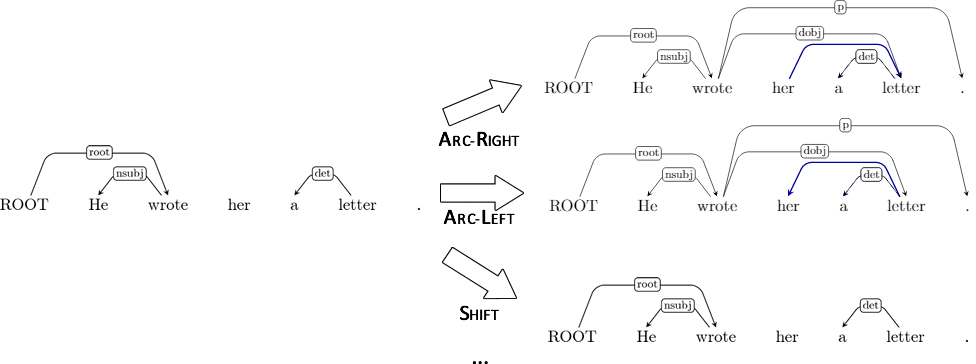 p
root
dobj
nsubj
det
ROOT He wrote her a letter .
ARC-RIGHT
root
nsubj
det
ROOT He wrote her a letter .
p
root
dobj
nsubj
det
ROOT He wrote her a letter .
ARC-LEFT
root
nsubj
det
ROOT He wrote her a letter .
SHIFT
...